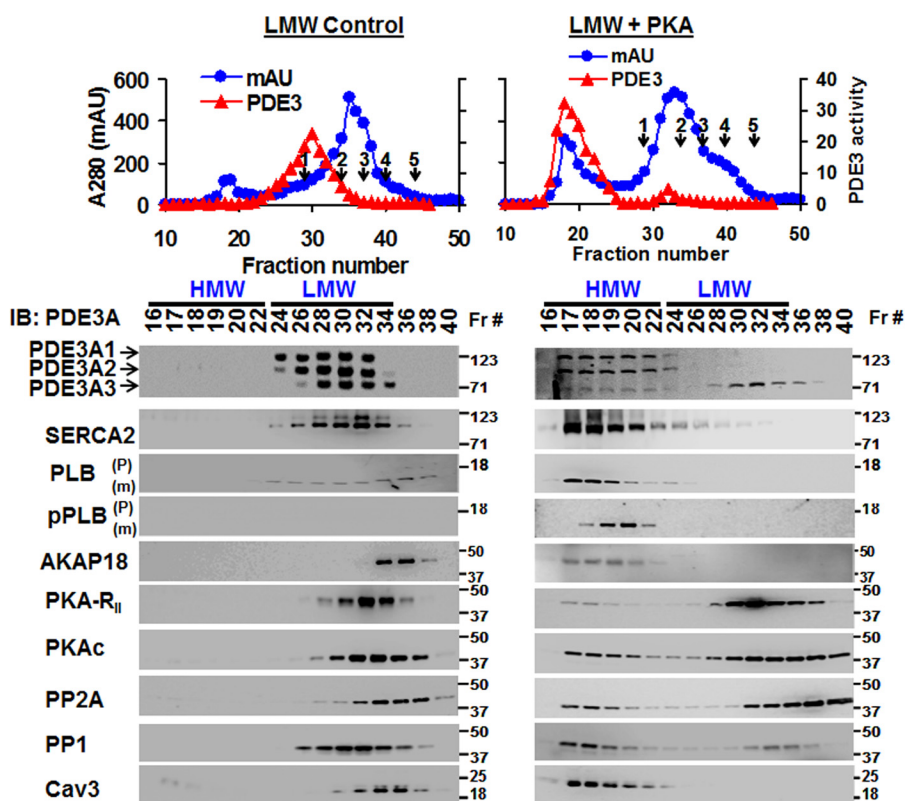 LMW Control
LMW + PKA
mAU
PDE3
mAU
PDE3
A280 (mAU)
600
400
200
0
1 2 3 4 5
10 20 30 40 50
Fraction number
1 2 3 4 5
40
30
20
10
0
PDE3 activity
10 20 30 40 50
Fraction number
HMW LMW
HMW LMW
IB: PDE3A
16 17 18 19 20 22 24 26 28 30 32 34 36 38 40 Fr #
16 17 18 19 20 22 24 26 28 30 32 34 36 38 40 Fr #
PDE3A1
PDE3A2
PDE3A3
-123
-71
-123
-71
SERCA2
-123
-71
-123
-71
PLB (P)
(m)
-18
-18
pPLB (P)
(m)
-18
-18
AKAP18
50
37
-50
-37
PKA-RII
-50
-37
-50
-37
PKAc
-50
-37
-50
-37
PP2A
-50
-37
-50
-37
PP1
-50
-37
-50
-37
Cav3
-25
-18
-25
-18